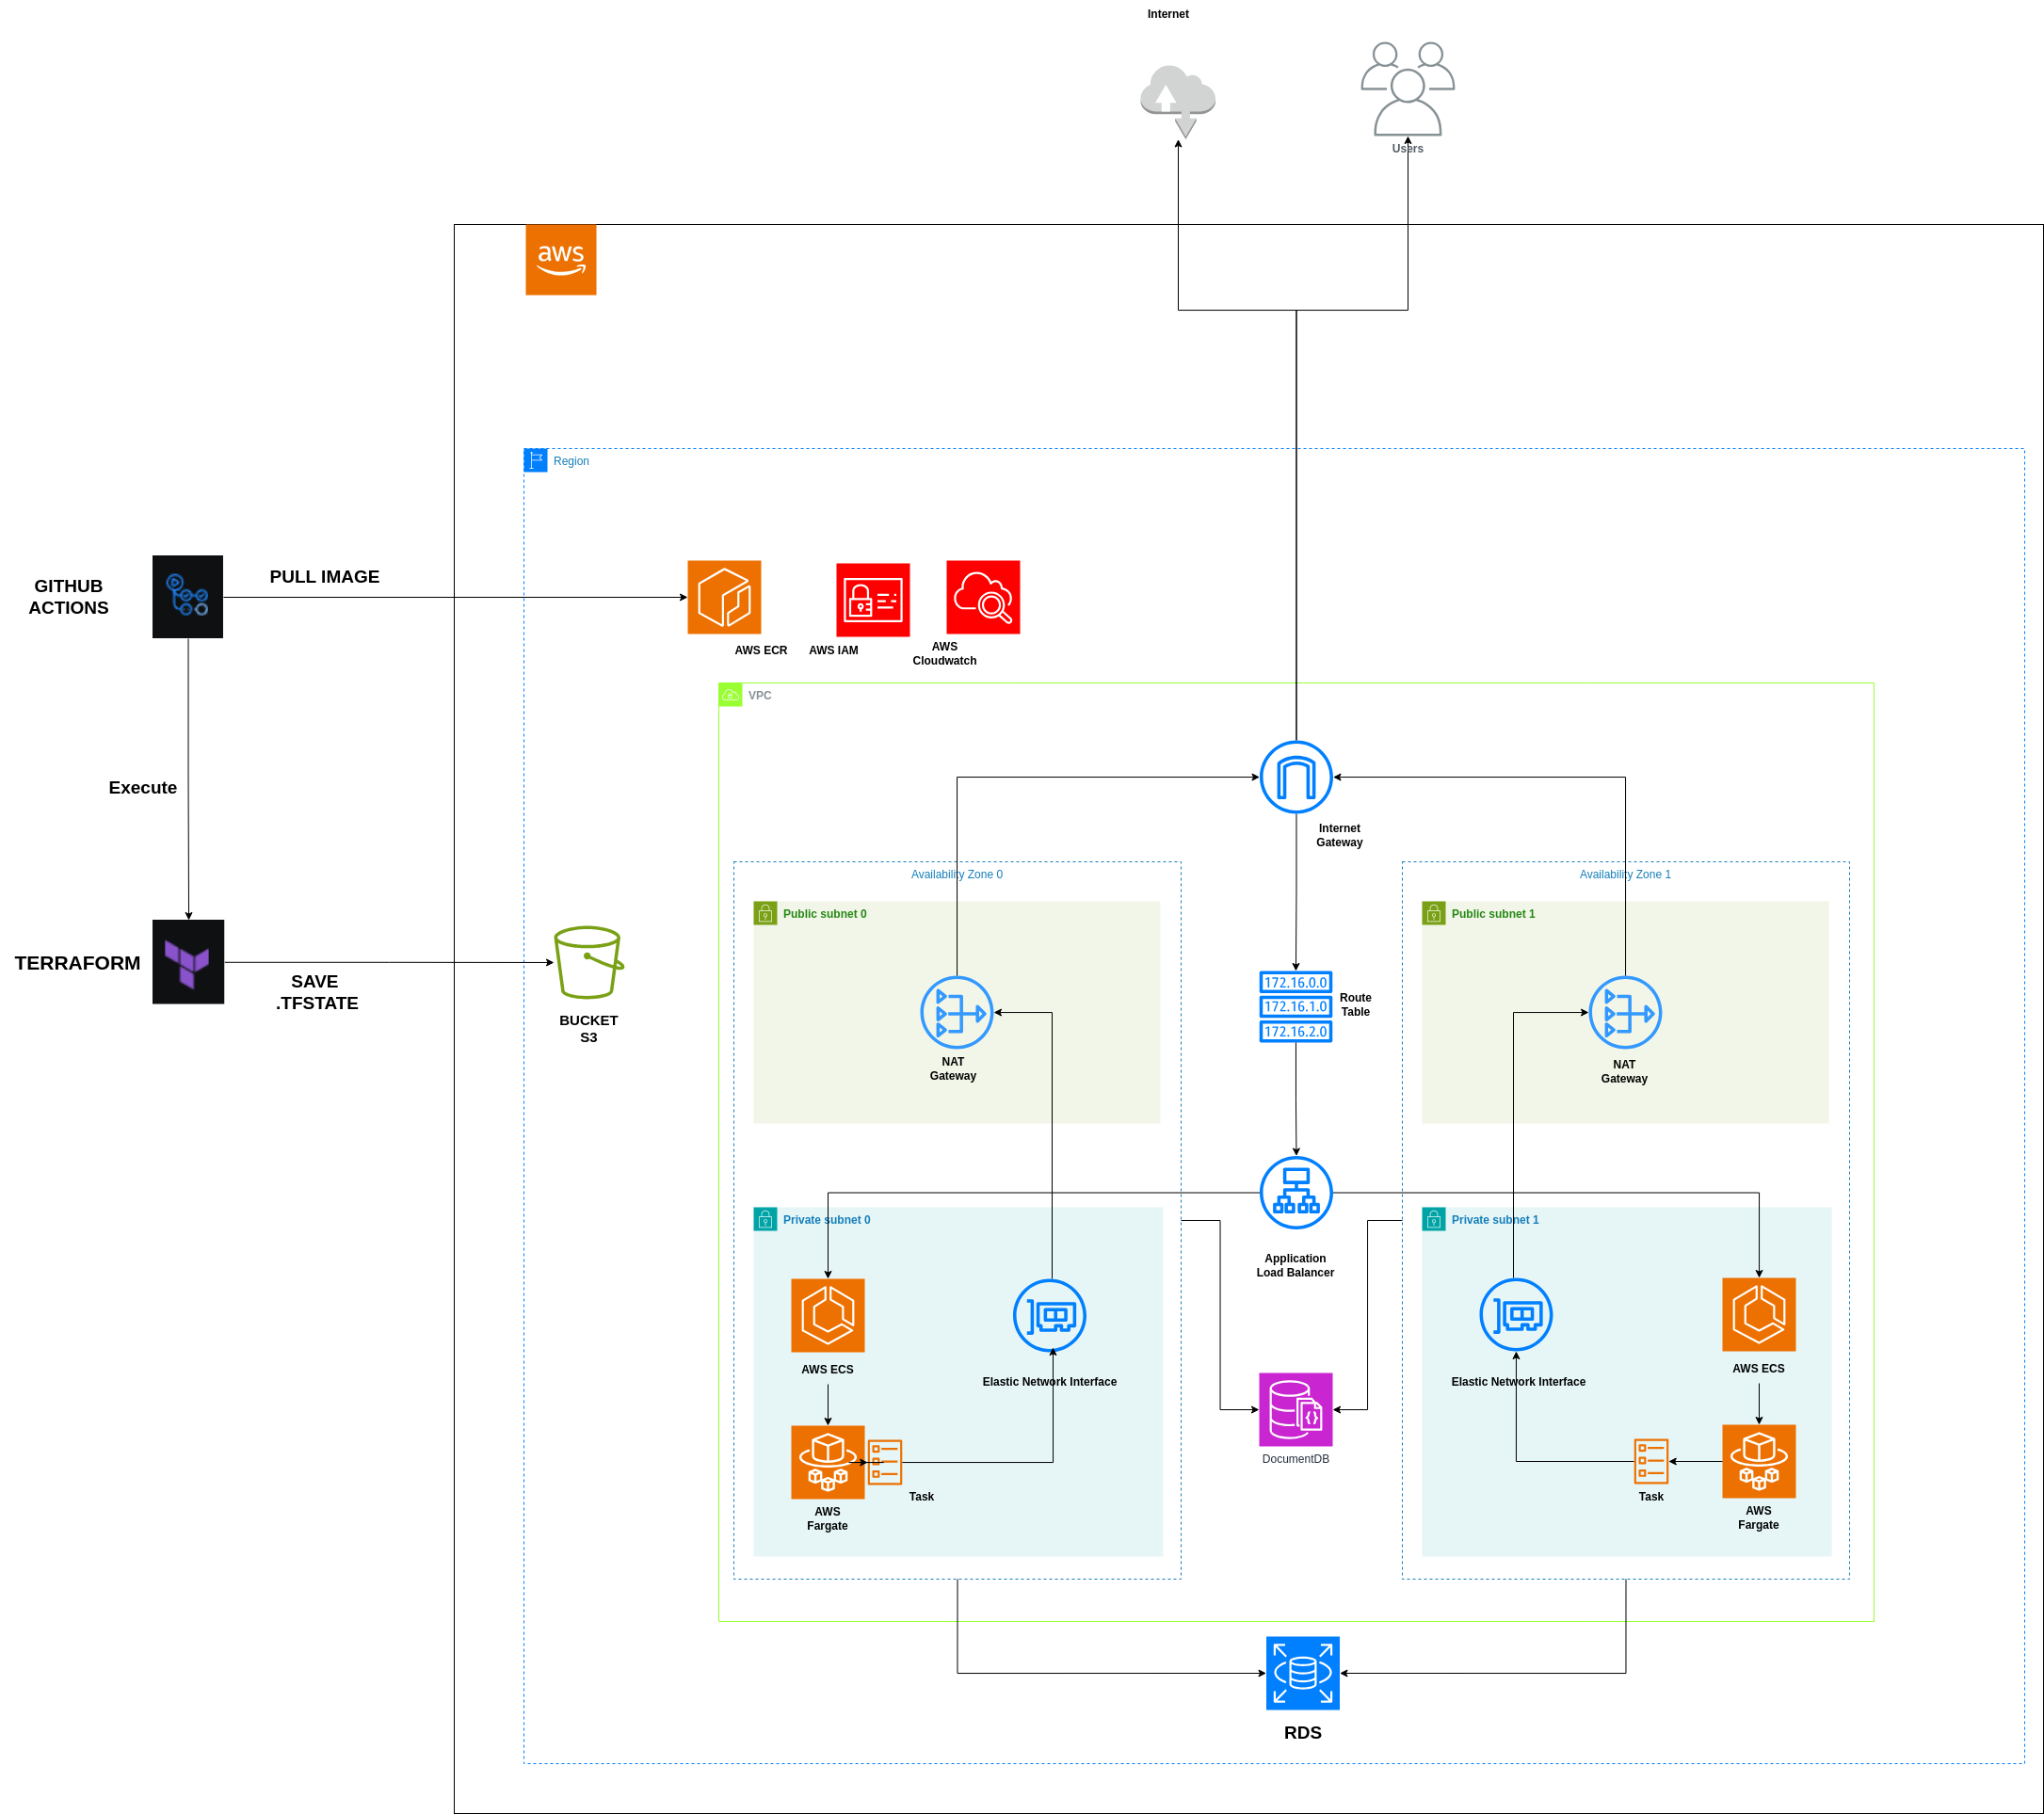 Internet
Users
aws
Region
GITHUB
ACTIONS
PULL IMAGE
AWS ECR
AWS IAM
AWS
Cloudwatch
VPC
Execute
Internet
Gateway
Availability Zone 0
Availability Zone 1
Public subnet 0
Public subnet 1
TERRAFORM
SAVE
.TFSTATE
BUCKET
S3
172.16.0.0
172.16.1.0
172.16.2.0
Route
Table
NAT
Gateway
NAT
Gateway
Private subnet 0
Private subnet 1
Application
Load Balancer
AWS ECS
Elastic Network Interface
Elastic Network Interface
AWS ECS
{}
DocumentDB
Task
AWS
Fargate
Task
AWS
Fargate
RDS